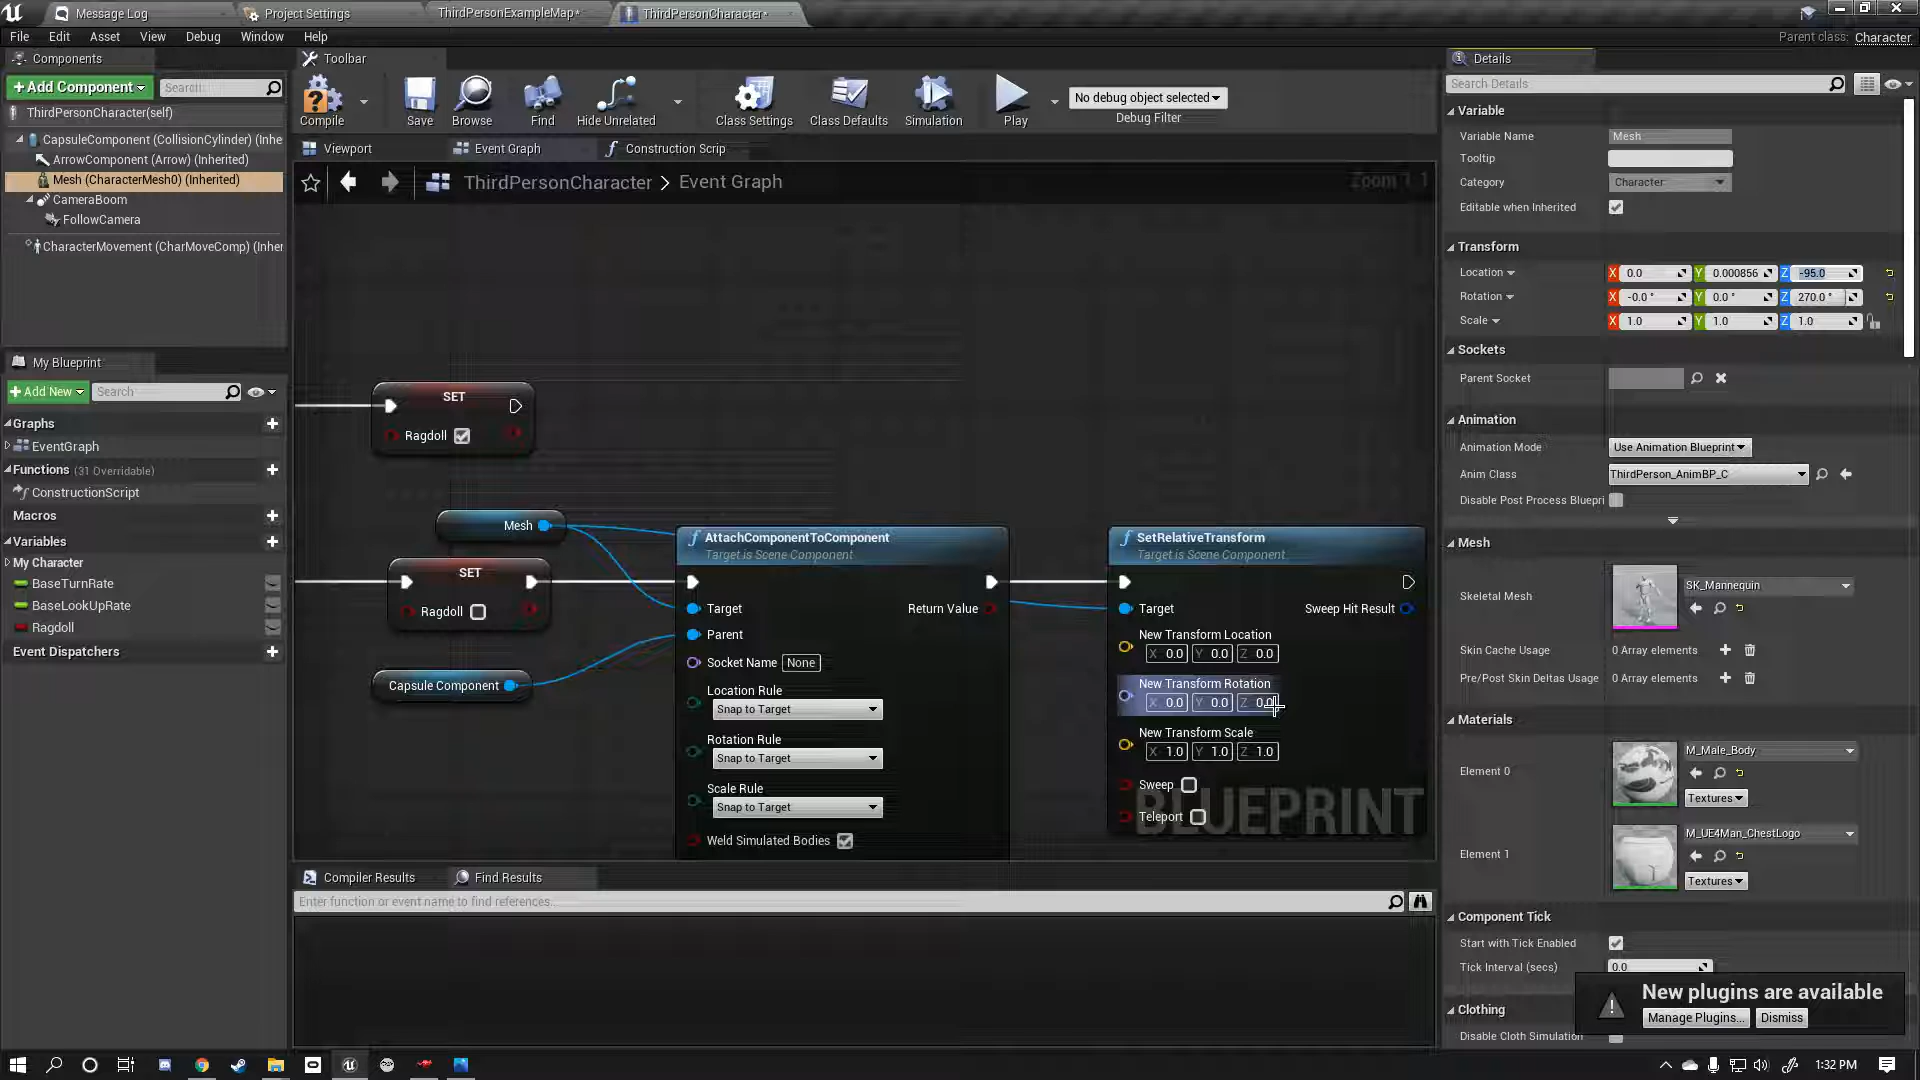 Message Log
Project Settings
ThirdPersonExampleMap*
ThirdPersonCharacter*
File
Edit
Asset
View
Debug
Window
Help
Parent class:
Character
Components
+Add Component
Search
ThirdPersonCharacter(self)
CapsuleComponent (CollisionCylinder) (Inhe
ArrowComponent (Arrow) (Inherited)
Mesh (CharacterMesh0) (Inherited)
CameraBoom
FollowCamera
CharacterMovement (CharMoveComp) (Inher
My Blueprint
+Add New
Search
Graphs
EventGraph
Functions (31 Overridable)
ConstructionScript
Macros
Variables
My Character
BaseTurnRate
BaseLookUpRate
Ragdoll
Event Dispatchers
Toolbar
Compile
Save
Browse
Find
Hide Unrelated
Class Settings
Class Defaults
Simulation
Play
No debug object selected
Debug Filter
Viewport
Event Graph
Construction Scrip
ThirdPersonCharacter > Event Graph
Zoom 1:1
SET
Ragdoll
Mesh
SET
Ragdoll
Capsule Component
AttachComponentToComponent
Target is Scene Component
Target
Return Value
Parent
Socket Name None
Location Rule
Snap to Target
Rotation Rule
Snap to Target
Scale Rule
Snap to Target
Weld Simulated Bodies
SetRelativeTransform
Target is Scene Component
Target
Sweep Hit Result
New Transform Location
X 0.0 Y 0.0 Z 0.0
New Transform Rotation
X 0.0 Y 0.0 Z 0.0
New Transform Scale
X 1.0 Y 1.0 Z 1.0
Sweep
Teleport
BLUEPRINT
Compiler Results
Find Results
Enter function or event name to find references...
Details
Search Details
Variable
Variable Name Mesh
Tooltip
Category Character
Editable when Inherited
Transform
Location X 0.0 Y 0.000856 Z -95.0
Rotation X -0.0 ° Y 0.0 ° Z 270.0 °
Scale X 1.0 Y 1.0 Z 1.0
Sockets
Parent Socket
Animation
Animation Mode Use Animation Blueprint
Anim Class ThirdPerson_AnimBP_C
Disable Post Process Bluepri
Mesh
Skeletal Mesh SK_Mannequin
Skin Cache Usage 0 Array elements
Pre/Post Skin Deltas Usage 0 Array elements
Materials
Element 0 M_Male_Body
Textures
Element 1 M_UE4Man_ChestLogo
Textures
Component Tick
Start with Tick Enabled
Tick Interval (secs) 0.0
Clothing
Disable Cloth Simulation
New plugins are available
Manage Plugins...
Dismiss
1:32 PM